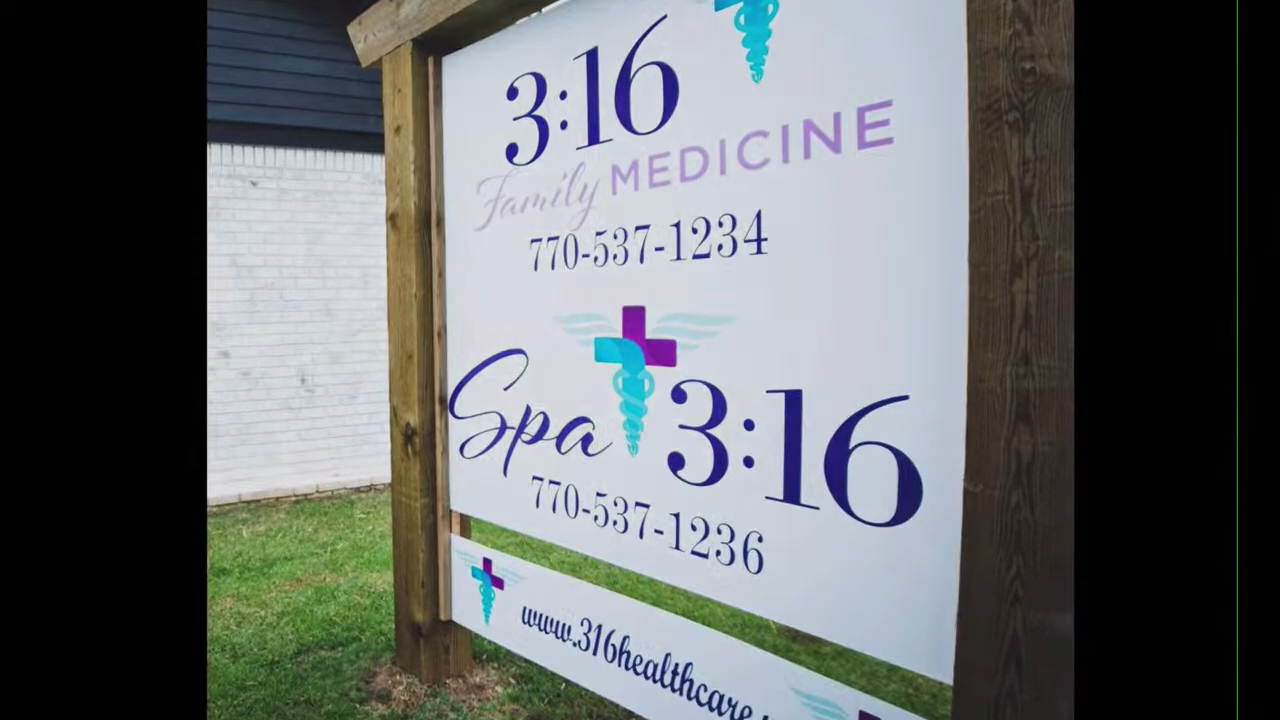 3:16
Family MEDICINE
770-537-1234
Spa 3:16
770-537-1236
www.316healthcare.